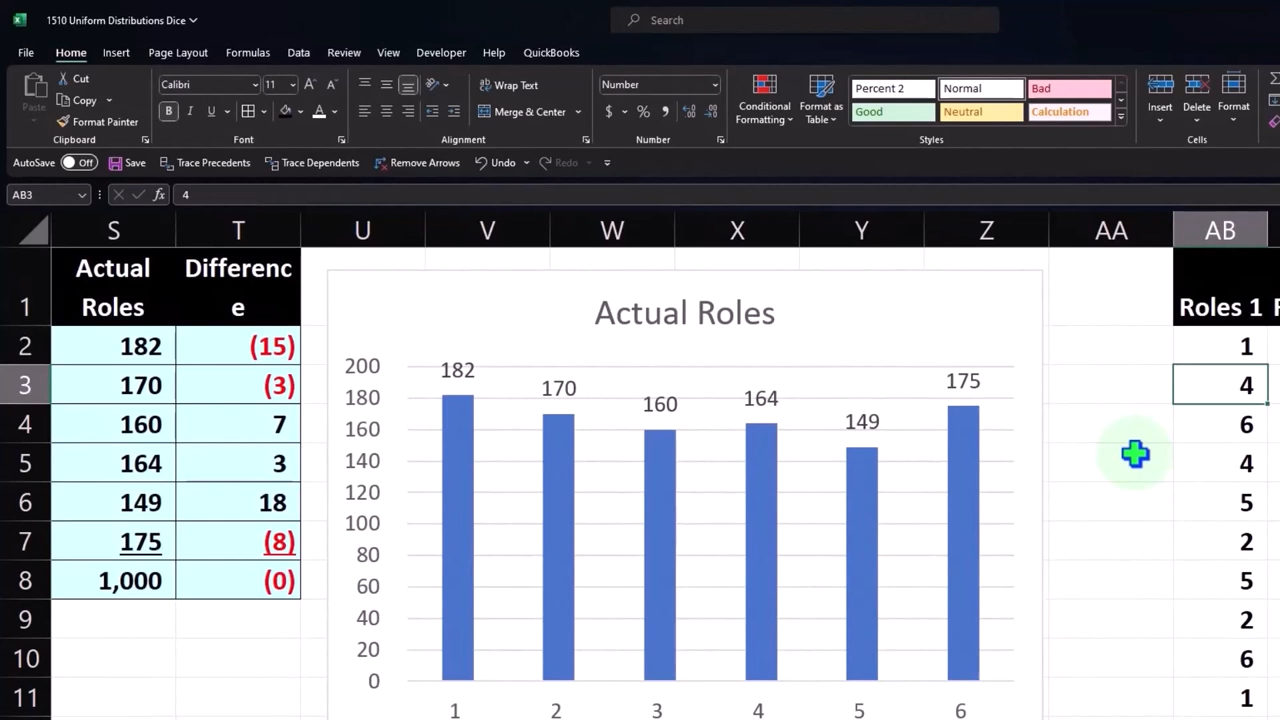 1510 Uniform Distributions Dice
Search
File Home Insert Page Layout Formulas Data Review View Developer Help QuickBooks
Paste
Cut
Copy
Format Painter
Clipboard
Calibri 11
B I U
Font
Wrap Text
Merge & Center
Alignment
Number
$ %
Number
Conditional Formatting
Format as Table
Percent 2 Normal Bad
Good Neutral Calculation
Styles
Insert Delete Format
Cells
AutoSave Off Save Trace Precedents Trace Dependents Remove Arrows Undo Redo
AB3 fx 4
S T U V W X Y Z AA AB
1 Actual Roles Differenc e Roles 1
2 182 (15) 1
3 170 (3) 4
4 160 7 6
5 164 3 4
6 149 18 5
7 175 (8) 2
8 1,000 (0) 5
9 2
10 6
11 1
Actual Roles
200
180
160
140
120
100
80
60
40
20
0
182 170 160 164 149 175
1 2 3 4 5 6